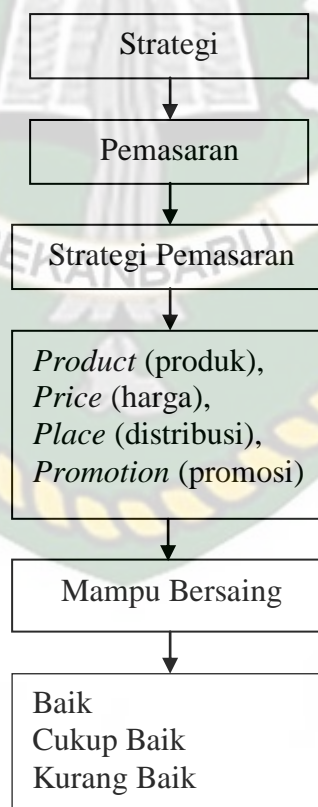 Strategi
Pemasaran
EKANBARU
Strategi Pemasaran
Product (produk),
Price (harga),
Place (distribusi),
Promotion (promosi)
Mampu Bersaing
Baik
Cukup Baik
Kurang Baik